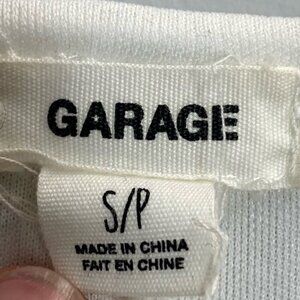 GARAGE
S/P
MADE IN CHINA
FAIT EN CHINE